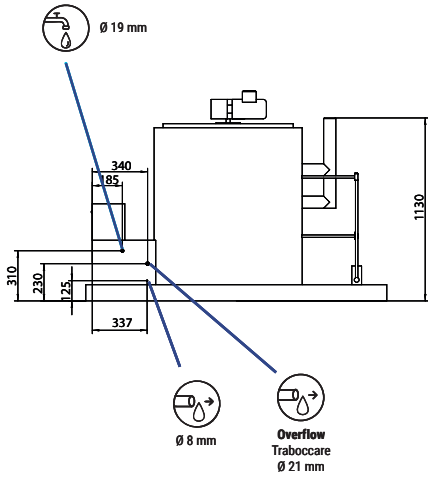 Ø 19 mm
340
185
1130
310
230
125
337
Ø 8 mm
Overflow
Traboccare
Ø 21 mm